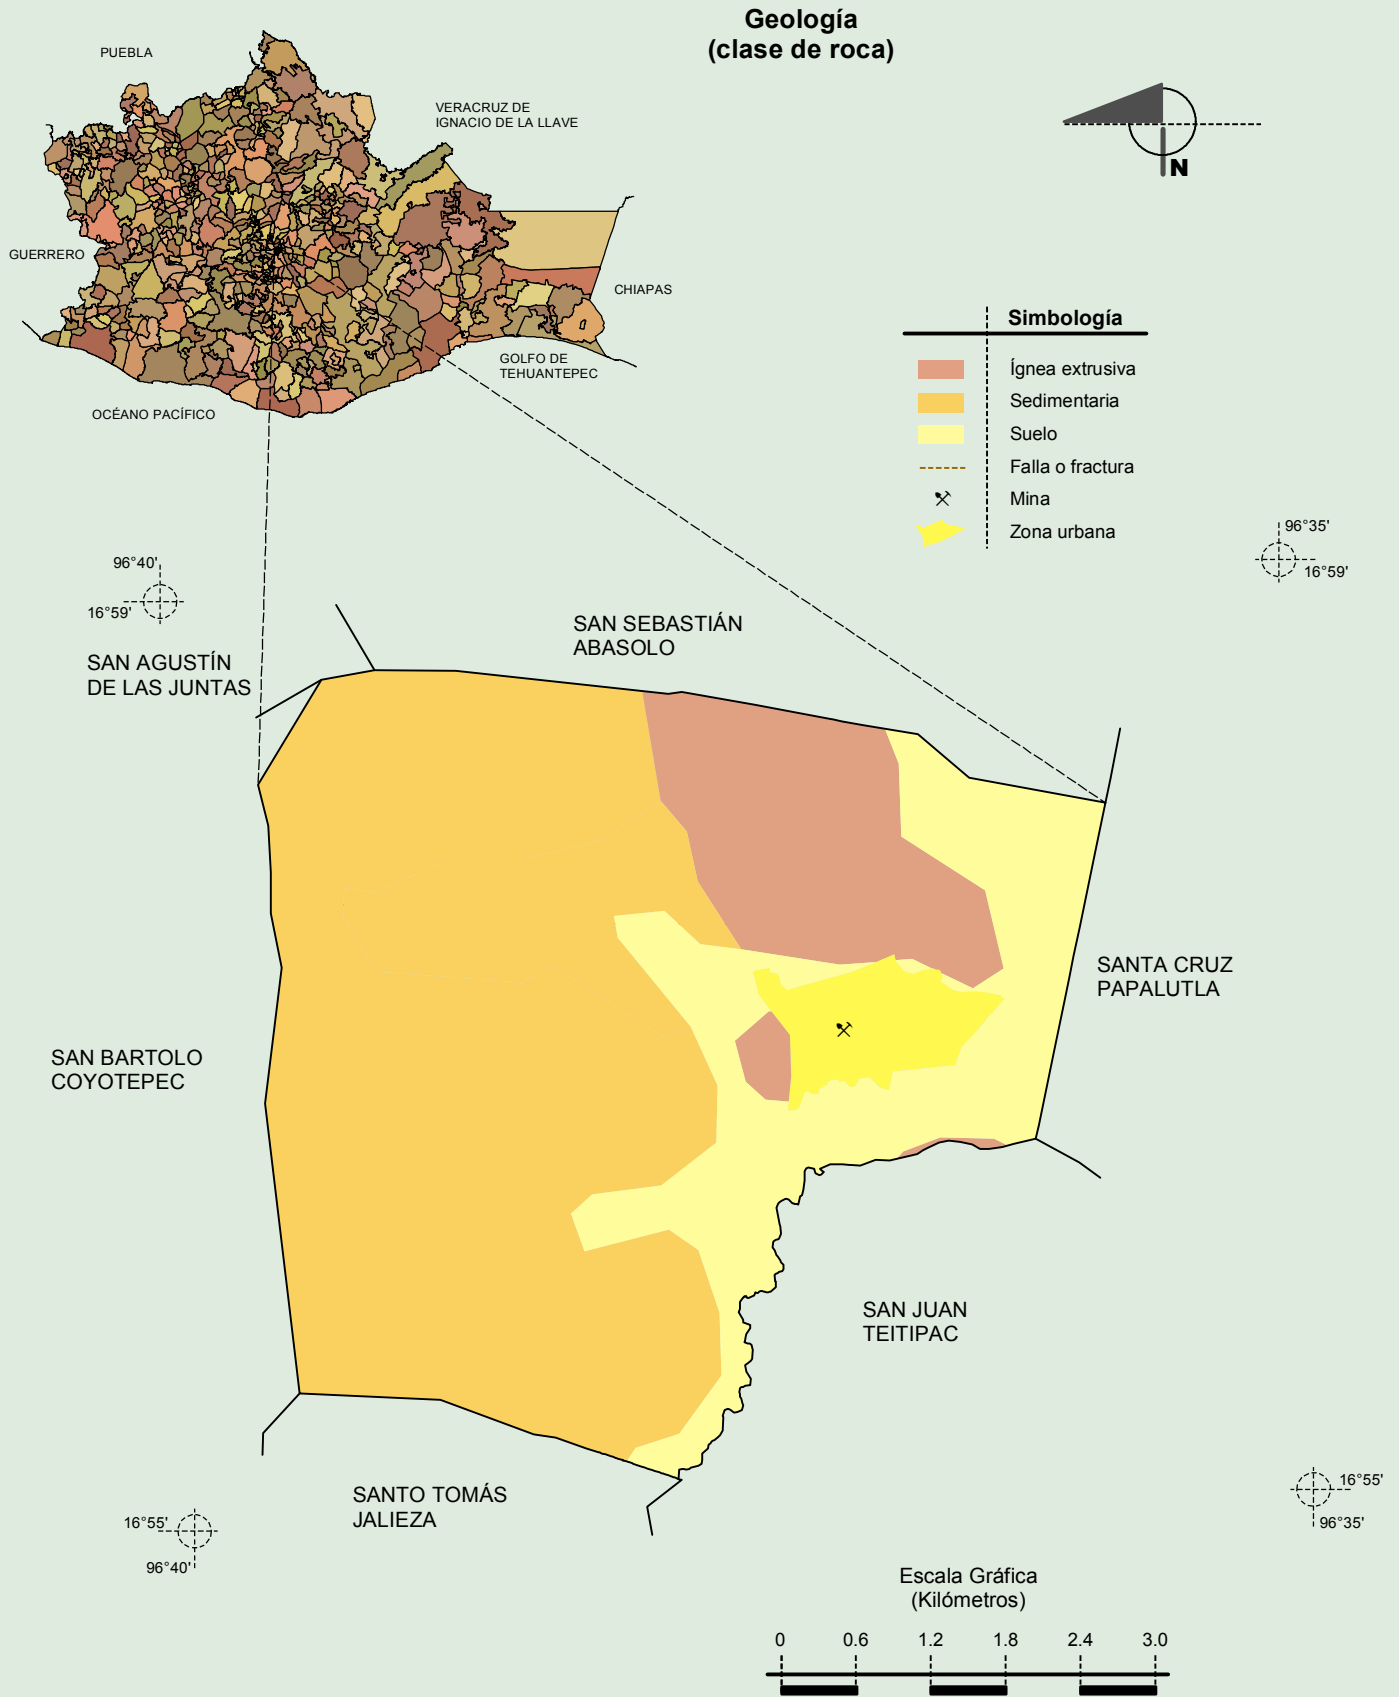 Geología
(clase de roca)
PUEBLA
VERACRUZ DE
IGNACIO DE LA LLAVE
N
GUERRERO
CHIAPAS
GOLFO DE
TEHUANTEPEC
OCÉANO PACÍFICO
Simbología
Ígnea extrusiva
Sedimentaria
Suelo
Falla o fractura
Mina
Zona urbana
96°35'
16°59'
96°40'
16°59'
SAN SEBASTIÁN
ABASOLO
SAN AGUSTÍN
DE LAS JUNTAS
SANTA CRUZ
PAPALUTLA
SAN BARTOLO
COYOTEPEC
SAN JUAN
TEITIPAC
SANTO TOMÁS
JALIEZA
16°55'
96°40'
16°55'
96°35'
Escala Gráfica
(Kilómetros)
0 0.6 1.2 1.8 2.4 3.0